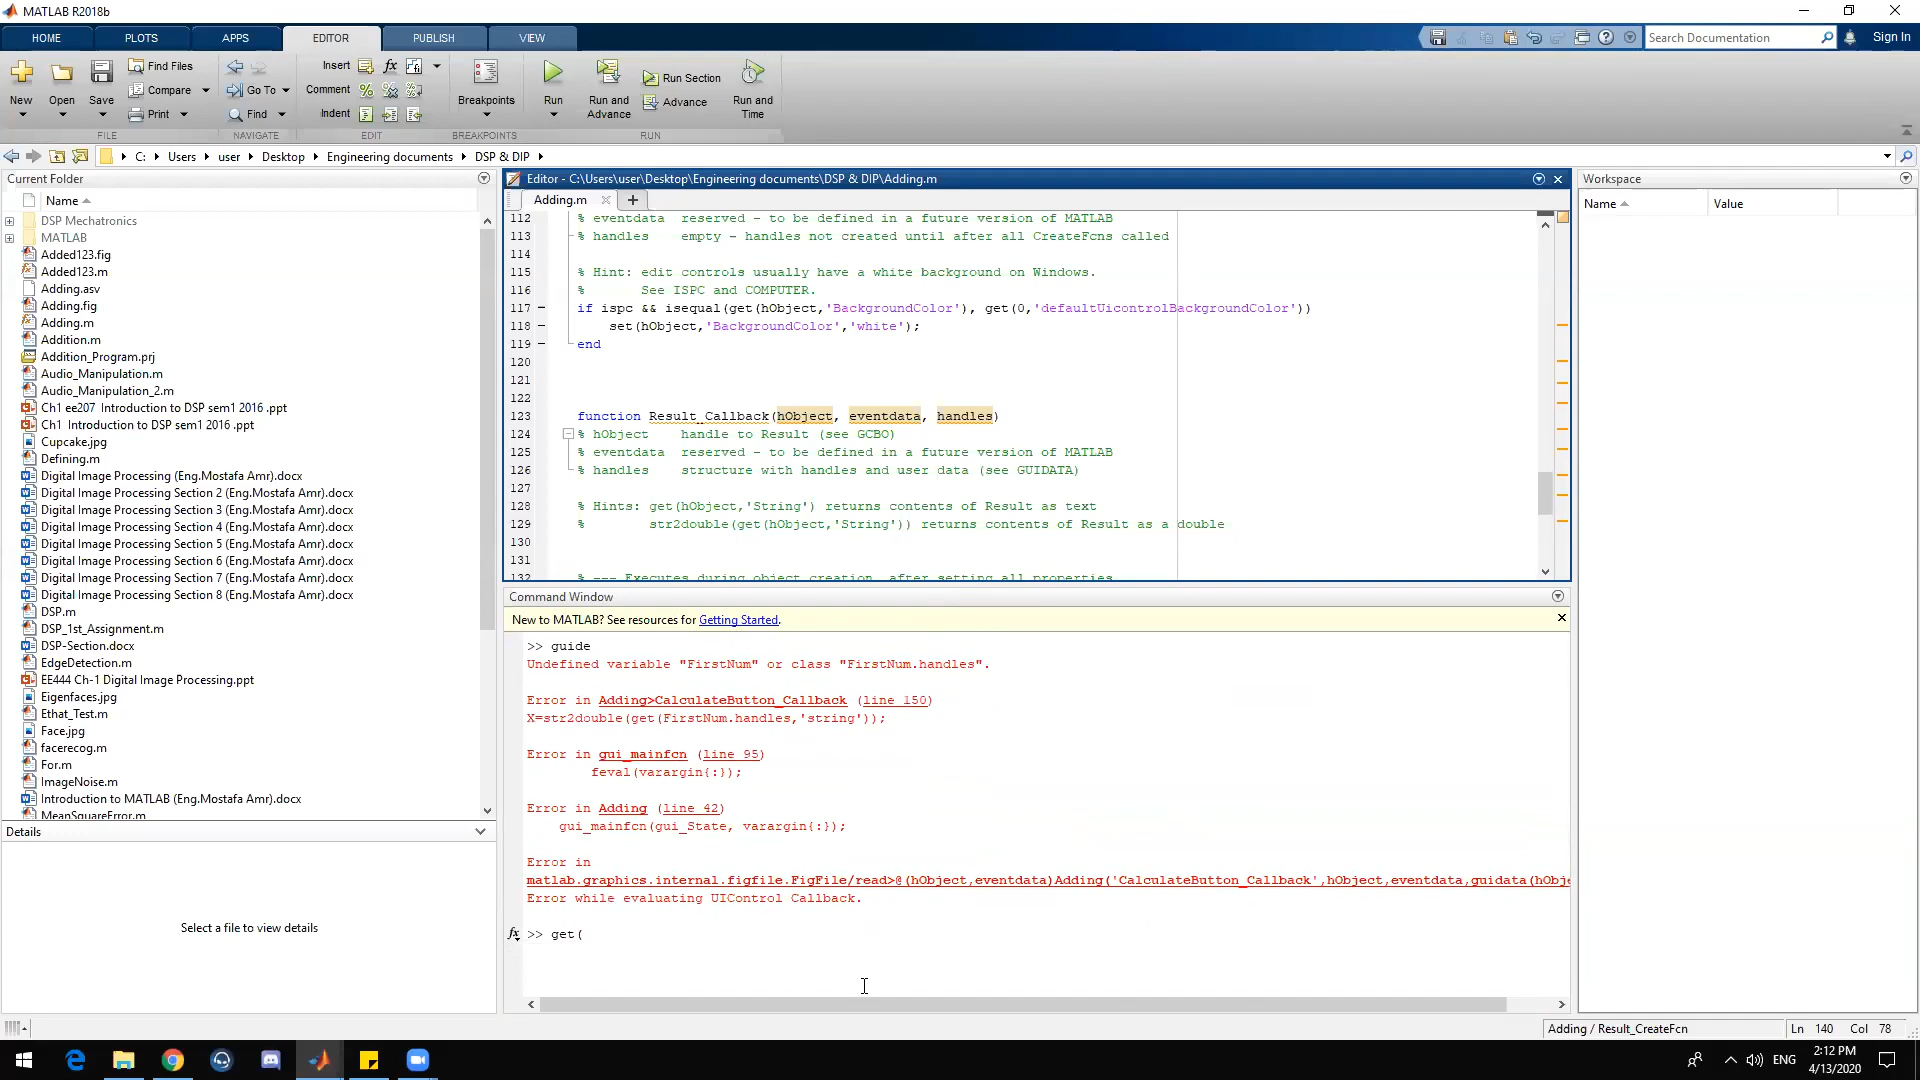 MATLAB R2018b
HOME PLOTS APPS EDITOR PUBLISH VIEW Search Documentation Sign In
New Open Save Find Files Compare Print Go To Find Insert fx Comment Indent Breakpoints Run Run and Advance Run Section Advance Run and Time
FILE NAVIGATE EDIT BREAKPOINTS RUN
C: Users user Desktop Engineering documents DSP & DIP
Current Folder
Name
DSP Mechatronics
MATLAB
Added123.fig
Added123.m
Adding.asv
Adding.fig
Adding.m
Addition.m
Addition_Program.prj
Audio_Manipulation.m
Audio_Manipulation_2.m
Ch1 ee207 Introduction to DSP sem1 2016 .ppt
Ch1 Introduction to DSP sem1 2016 .ppt
Cupcake.jpg
Defining.m
Digital Image Processing (Eng.Mostafa Amr).docx
Digital Image Processing Section 2 (Eng.Mostafa Amr).docx
Digital Image Processing Section 3 (Eng.Mostafa Amr).docx
Digital Image Processing Section 4 (Eng.Mostafa Amr).docx
Digital Image Processing Section 5 (Eng.Mostafa Amr).docx
Digital Image Processing Section 6 (Eng.Mostafa Amr).docx
Digital Image Processing Section 7 (Eng.Mostafa Amr).docx
Digital Image Processing Section 8 (Eng.Mostafa Amr).docx
DSP.m
DSP_1st_Assignment.m
DSP-Section.docx
EdgeDetection.m
EE444 Ch-1 Digital Image Processing.ppt
Eigenfaces.jpg
Ethat_Test.m
Face.jpg
facerecog.m
For.m
ImageNoise.m
Introduction to MATLAB (Eng.Mostafa Amr).docx
MeanSquareError.m
Details
Select a file to view details
Editor - C:\Users\user\Desktop\Engineering documents\DSP & DIP\Adding.m
Adding.m
112 % eventdata reserved - to be defined in a future version of MATLAB
113 % handles empty - handles not created until after all CreateFcns called
114
115 % Hint: edit controls usually have a white background on Windows.
116 % See ISPC and COMPUTER.
117 if ispc && isequal(get(hObject,'BackgroundColor'), get(0,'defaultUicontrolBackgroundColor'))
118 set(hObject,'BackgroundColor','white');
119 end
120
121
122
123 function Result_Callback(hObject, eventdata, handles)
124 % hObject handle to Result (see GCBO)
125 % eventdata reserved - to be defined in a future version of MATLAB
126 % handles structure with handles and user data (see GUIDATA)
127
128 % Hints: get(hObject,'String') returns contents of Result as text
129 % str2double(get(hObject,'String')) returns contents of Result as a double
130
131
132 % --- Executes during object creation, after setting all properties.
Command Window
New to MATLAB? See resources for Getting Started.
>> guide
Undefined variable "FirstNum" or class "FirstNum.handles".
Error in Adding>CalculateButton_Callback (line 150)
X=str2double(get(FirstNum.handles,'string'));
Error in gui_mainfcn (line 95)
feval(varargin{:});
Error in Adding (line 42)
gui_mainfcn(gui_State, varargin{:});
Error in
matlab.graphics.internal.figfile.FigFile/read>@(hObject,eventdata)Adding('CalculateButton_Callback',hObject,eventdata,guidata(hObje
Error while evaluating UIControl Callback.
fx >> get(
Workspace
Name Value
Adding / Result_CreateFcn Ln 140 Col 78
ENG 2:12 PM
4/13/2020